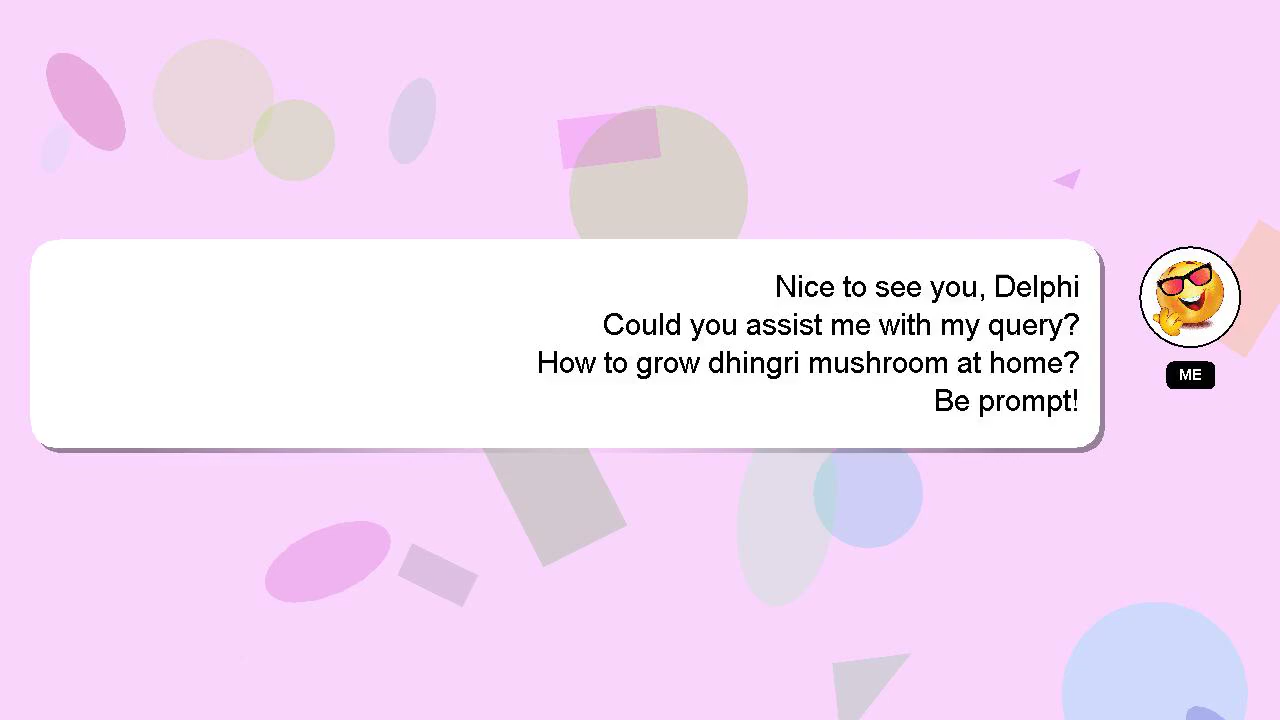 Nice to see you, Delphi
Could you assist me with my query?
How to grow dhingri mushroom at home?
Be prompt!
ME